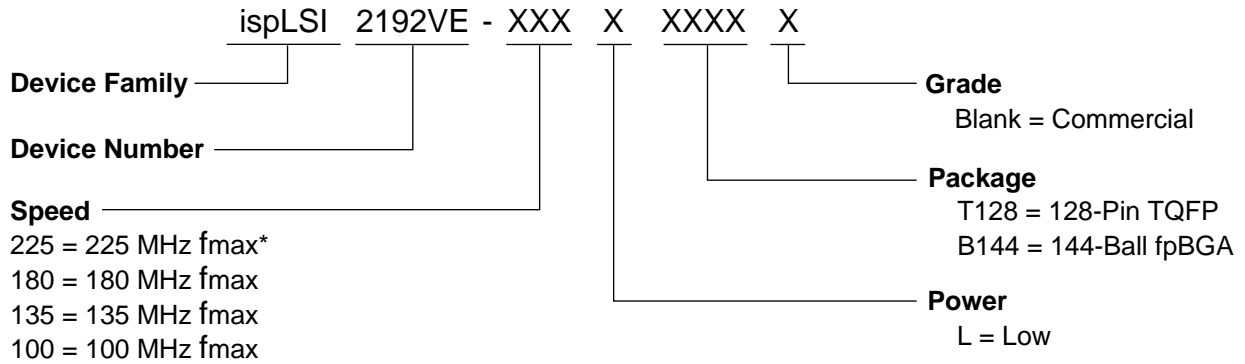 ispLSI 2192VE - XXX X XXXX X
Device Family
Device Number
Speed
225 = 225 MHz fmax*
180 = 180 MHz fmax
135 = 135 MHz fmax
100 = 100 MHz fmax
Grade
Blank = Commercial
Package
T128 = 128-Pin TQFP
B144 = 144-Ball fpBGA
Power
L = Low